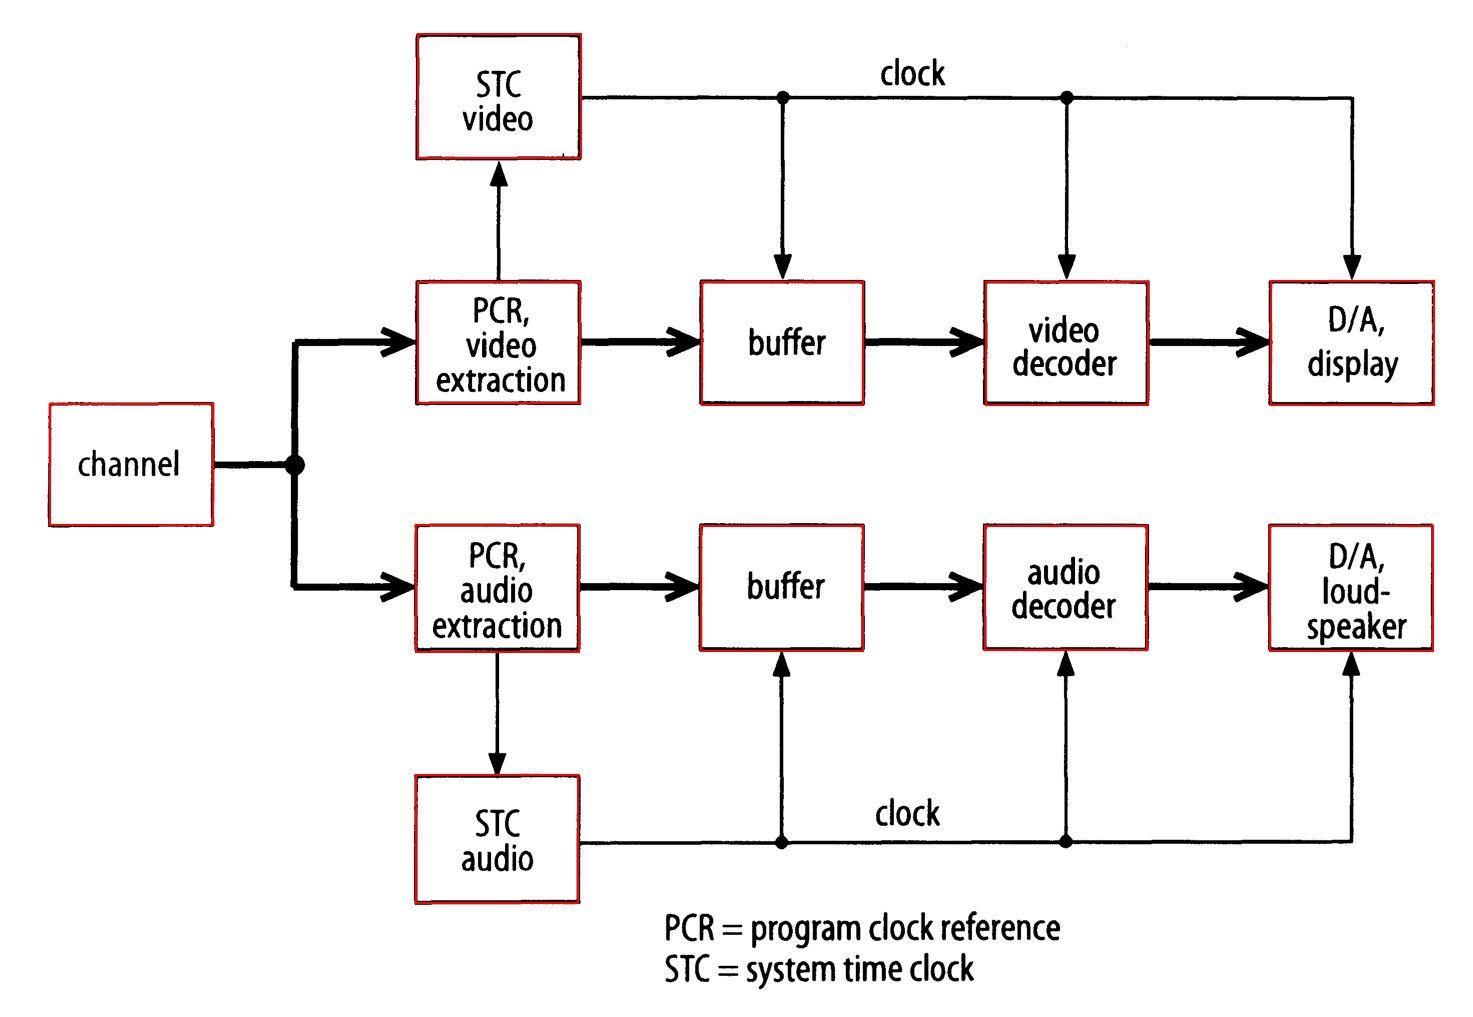 STC
video
clock
PCR,
video
extraction
buffer
video
decoder
D/A,
display
channel
PCR,
audio
extraction
buffer
audio
decoder
D/A,
loud-
speaker
STC
audio
clock
PCR = program clock reference
STC = system time clock